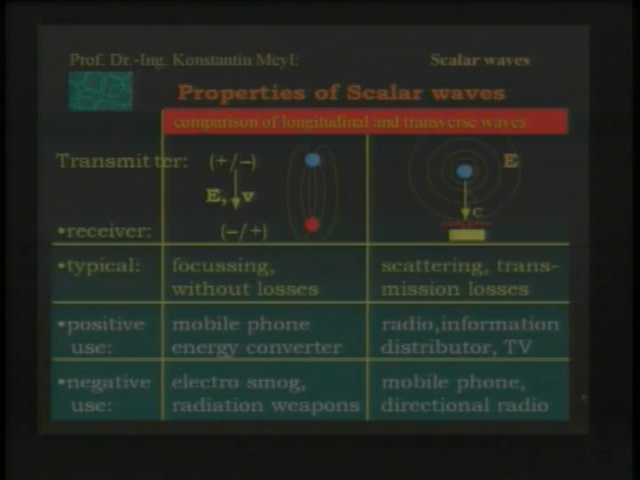 Prof. Dr.-Ing. Konstantin Meyl: Scalar waves
Properties of Scalar waves
comparison of longitudinal and transverse waves
Transmitter: (+/−) E
E, v c
•receiver: (−/+)
•typical: focussing, scattering, trans-
without losses mission losses
•positive mobile phone radio,information
use: energy converter distributor, TV
•negative electro smog, mobile phone,
use: radiation weapons directional radio